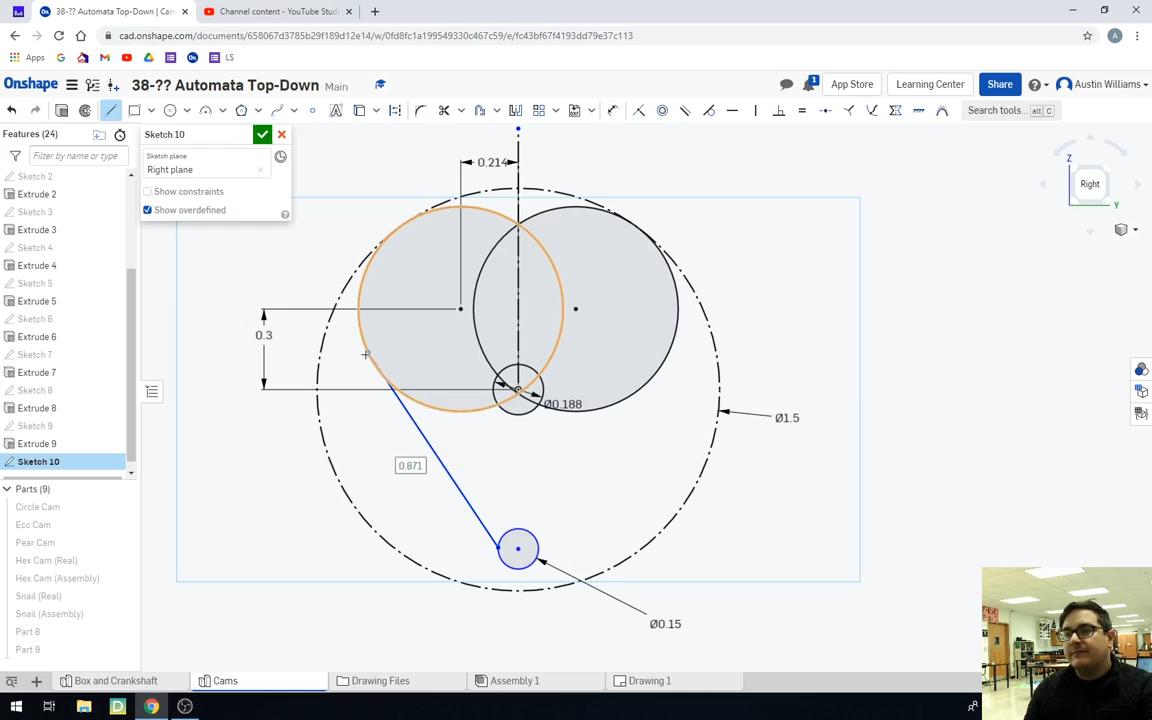 38-?? Automata Top-Down | Cam
Channel content - YouTube Studi
cad.onshape.com/documents/658067d3785b29f189d12e14/w/0fd8fc1a199549330c467c59/e/fc43bf67f4193dd79e37c113
Apps
LS
Onshape
38-?? Automata Top-Down Main
1
App Store
Learning Center
Share
Austin Williams
Search tools... alt C
Features (24)
Filter by name or type
Sketch 2
Extrude 2
Sketch 3
Extrude 3
Sketch 4
Extrude 4
Sketch 5
Extrude 5
Sketch 6
Extrude 6
Sketch 7
Extrude 7
Sketch 8
Extrude 8
Sketch 9
Extrude 9
Sketch 10
Parts (9)
Circle Cam
Ecc Cam
Pear Cam
Hex Cam (Real)
Hex Cam (Assembly)
Snail (Real)
Snail (Assembly)
Part 8
Part 9
Sketch 10
Sketch plane
Right plane
Show constraints
Show overdefined
0.214
0.3
Ø0.188
Ø1.5
0.871
Ø0.15
Z
Right
Y
Box and Crankshaft
Cams
Drawing Files
Assembly 1
Drawing 1